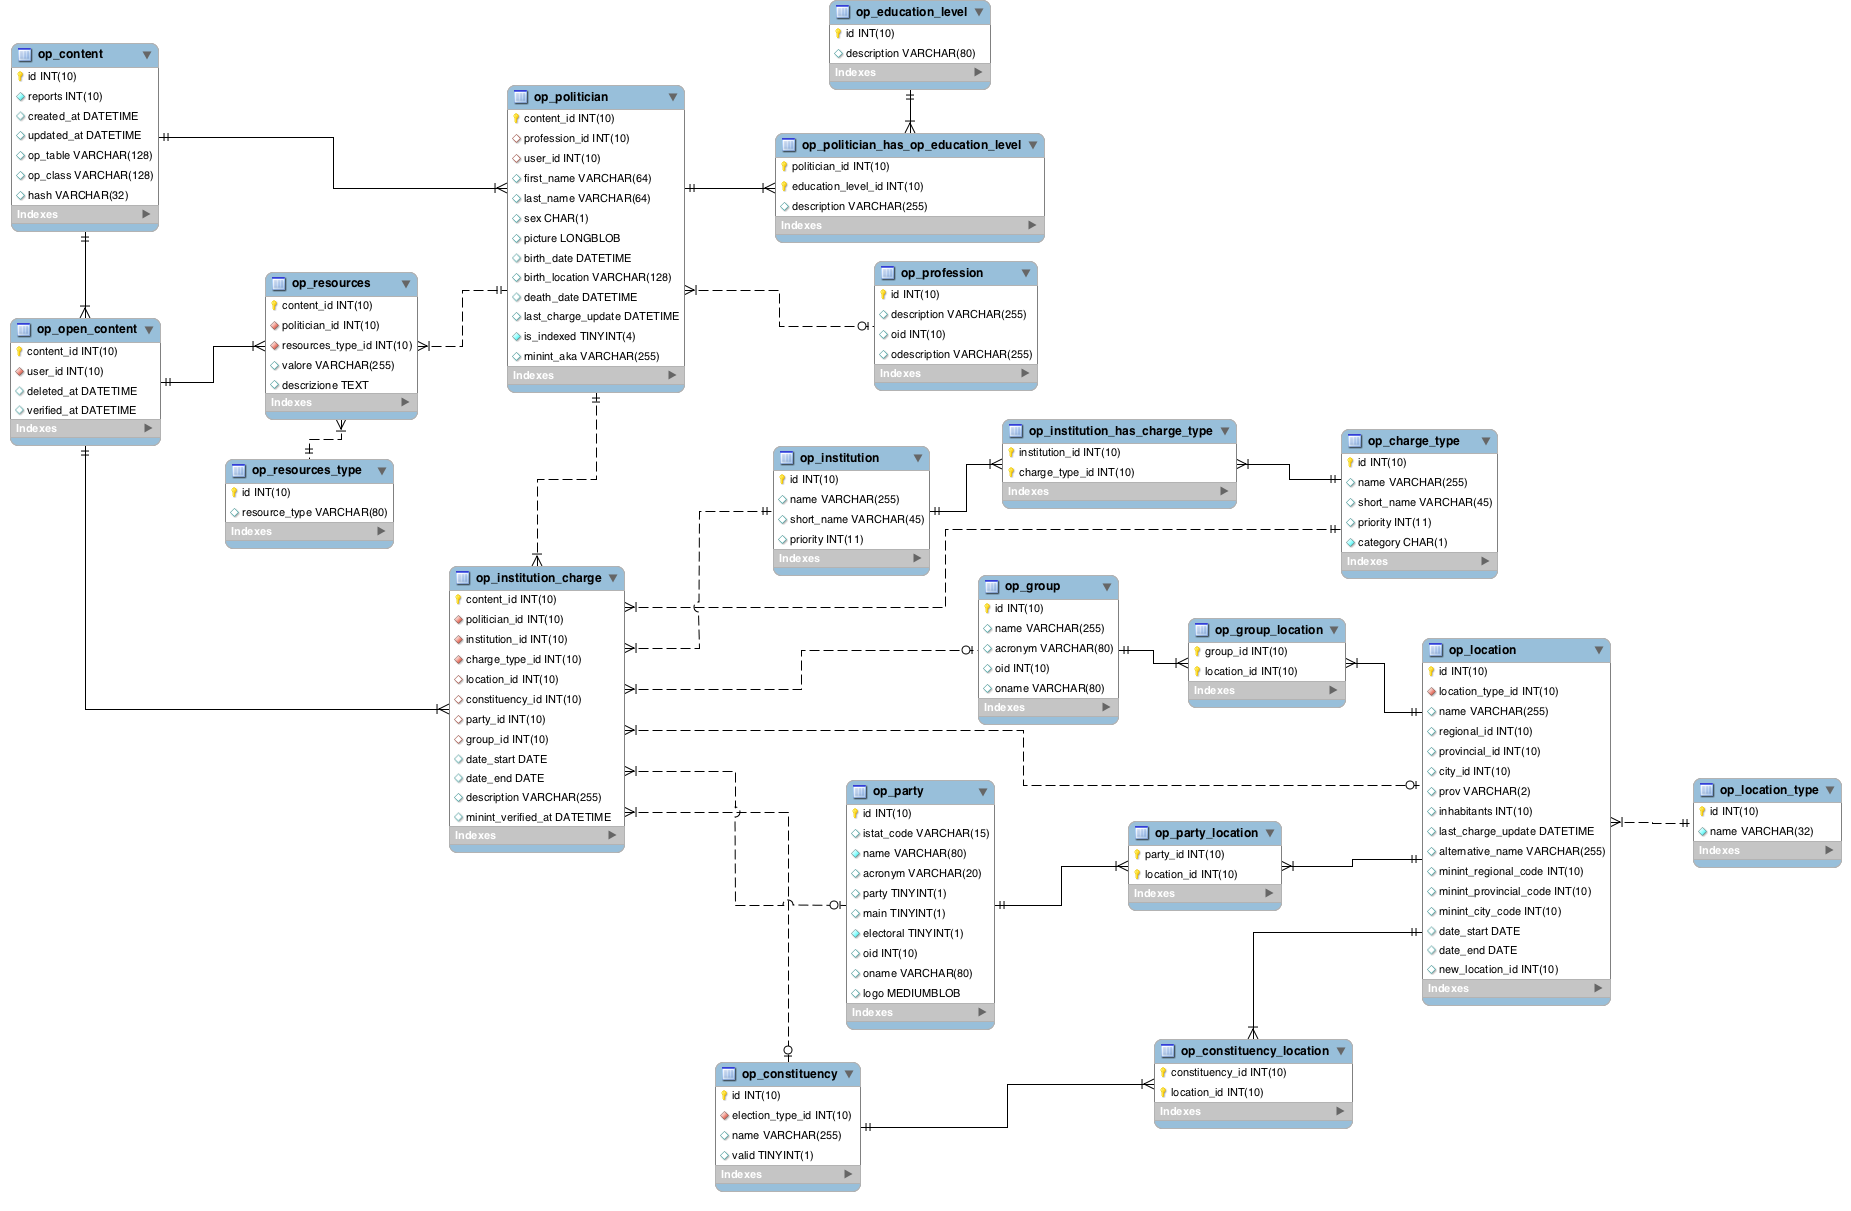 op_education_level
id INT(10)
description VARCHAR(80)
Indexes
op_content
id INT(10)
reports INT(10)
created_at DATETIME
updated_at DATETIME
op_table VARCHAR(128)
op_class VARCHAR(128)
hash VARCHAR(32)
Indexes
op_politician
content_id INT(10)
profession_id INT(10)
user_id INT(10)
first_name VARCHAR(64)
last_name VARCHAR(64)
sex CHAR(1)
picture LONGBLOB
birth_date DATETIME
birth_location VARCHAR(128)
death_date DATETIME
last_charge_update DATETIME
is_indexed TINYINT(4)
minint_aka VARCHAR(255)
Indexes
op_politician_has_op_education_level
politician_id INT(10)
education_level_id INT(10)
description VARCHAR(255)
Indexes
op_profession
id INT(10)
description VARCHAR(255)
oid INT(10)
odescription VARCHAR(255)
Indexes
op_resources
content_id INT(10)
politician_id INT(10)
resources_type_id INT(10)
valore VARCHAR(255)
descrizione TEXT
Indexes
op_open_content
content_id INT(10)
user_id INT(10)
deleted_at DATETIME
verified_at DATETIME
Indexes
op_resources_type
id INT(10)
resource_type VARCHAR(80)
Indexes
op_institution
id INT(10)
name VARCHAR(255)
short_name VARCHAR(45)
priority INT(11)
Indexes
op_institution_has_charge_type
institution_id INT(10)
charge_type_id INT(10)
Indexes
op_charge_type
id INT(10)
name VARCHAR(255)
short_name VARCHAR(45)
priority INT(11)
category CHAR(1)
Indexes
op_institution_charge
content_id INT(10)
politician_id INT(10)
institution_id INT(10)
charge_type_id INT(10)
location_id INT(10)
constituency_id INT(10)
party_id INT(10)
group_id INT(10)
date_start DATE
date_end DATE
description VARCHAR(255)
minint_verified_at DATETIME
Indexes
op_group
id INT(10)
name VARCHAR(255)
acronym VARCHAR(80)
oid INT(10)
oname VARCHAR(80)
Indexes
op_group_location
group_id INT(10)
location_id INT(10)
Indexes
op_location
id INT(10)
location_type_id INT(10)
name VARCHAR(255)
regional_id INT(10)
provincial_id INT(10)
city_id INT(10)
prov VARCHAR(2)
inhabitants INT(10)
last_charge_update DATETIME
alternative_name VARCHAR(255)
minint_regional_code INT(10)
minint_provincial_code INT(10)
minint_city_code INT(10)
date_start DATE
date_end DATE
new_location_id INT(10)
Indexes
op_location_type
id INT(10)
name VARCHAR(32)
Indexes
op_party
id INT(10)
istat_code VARCHAR(15)
name VARCHAR(80)
acronym VARCHAR(20)
party TINYINT(1)
main TINYINT(1)
electoral TINYINT(1)
oid INT(10)
oname VARCHAR(80)
logo MEDIUMBLOB
Indexes
op_party_location
party_id INT(10)
location_id INT(10)
Indexes
op_constituency
id INT(10)
election_type_id INT(10)
name VARCHAR(255)
valid TINYINT(1)
Indexes
op_constituency_location
constituency_id INT(10)
location_id INT(10)
Indexes